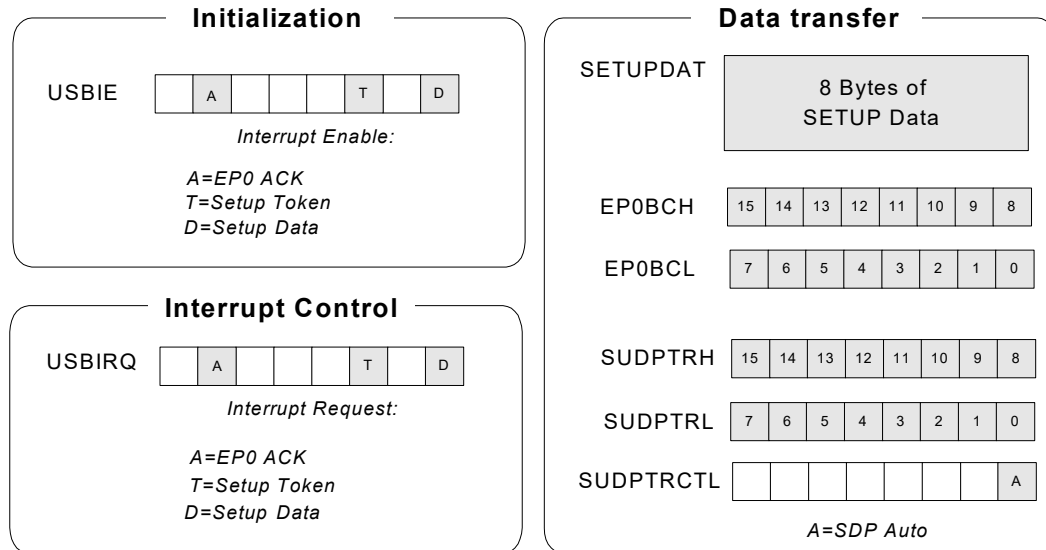 Initialization
USBIE
A T D
Interrupt Enable:
A=EP0 ACK
T=Setup Token
D=Setup Data
Interrupt Control
USBIRQ
A T D
Interrupt Request:
A=EP0 ACK
T=Setup Token
D=Setup Data
Data transfer
SETUPDAT
8 Bytes of
SETUP Data
EP0BCH
15 14 13 12 11 10 9 8
EP0BCL
7 6 5 4 3 2 1 0
SUDPTRH
15 14 13 12 11 10 9 8
SUDPTRL
7 6 5 4 3 2 1 0
SUDPTRCTL
A
A=SDP Auto